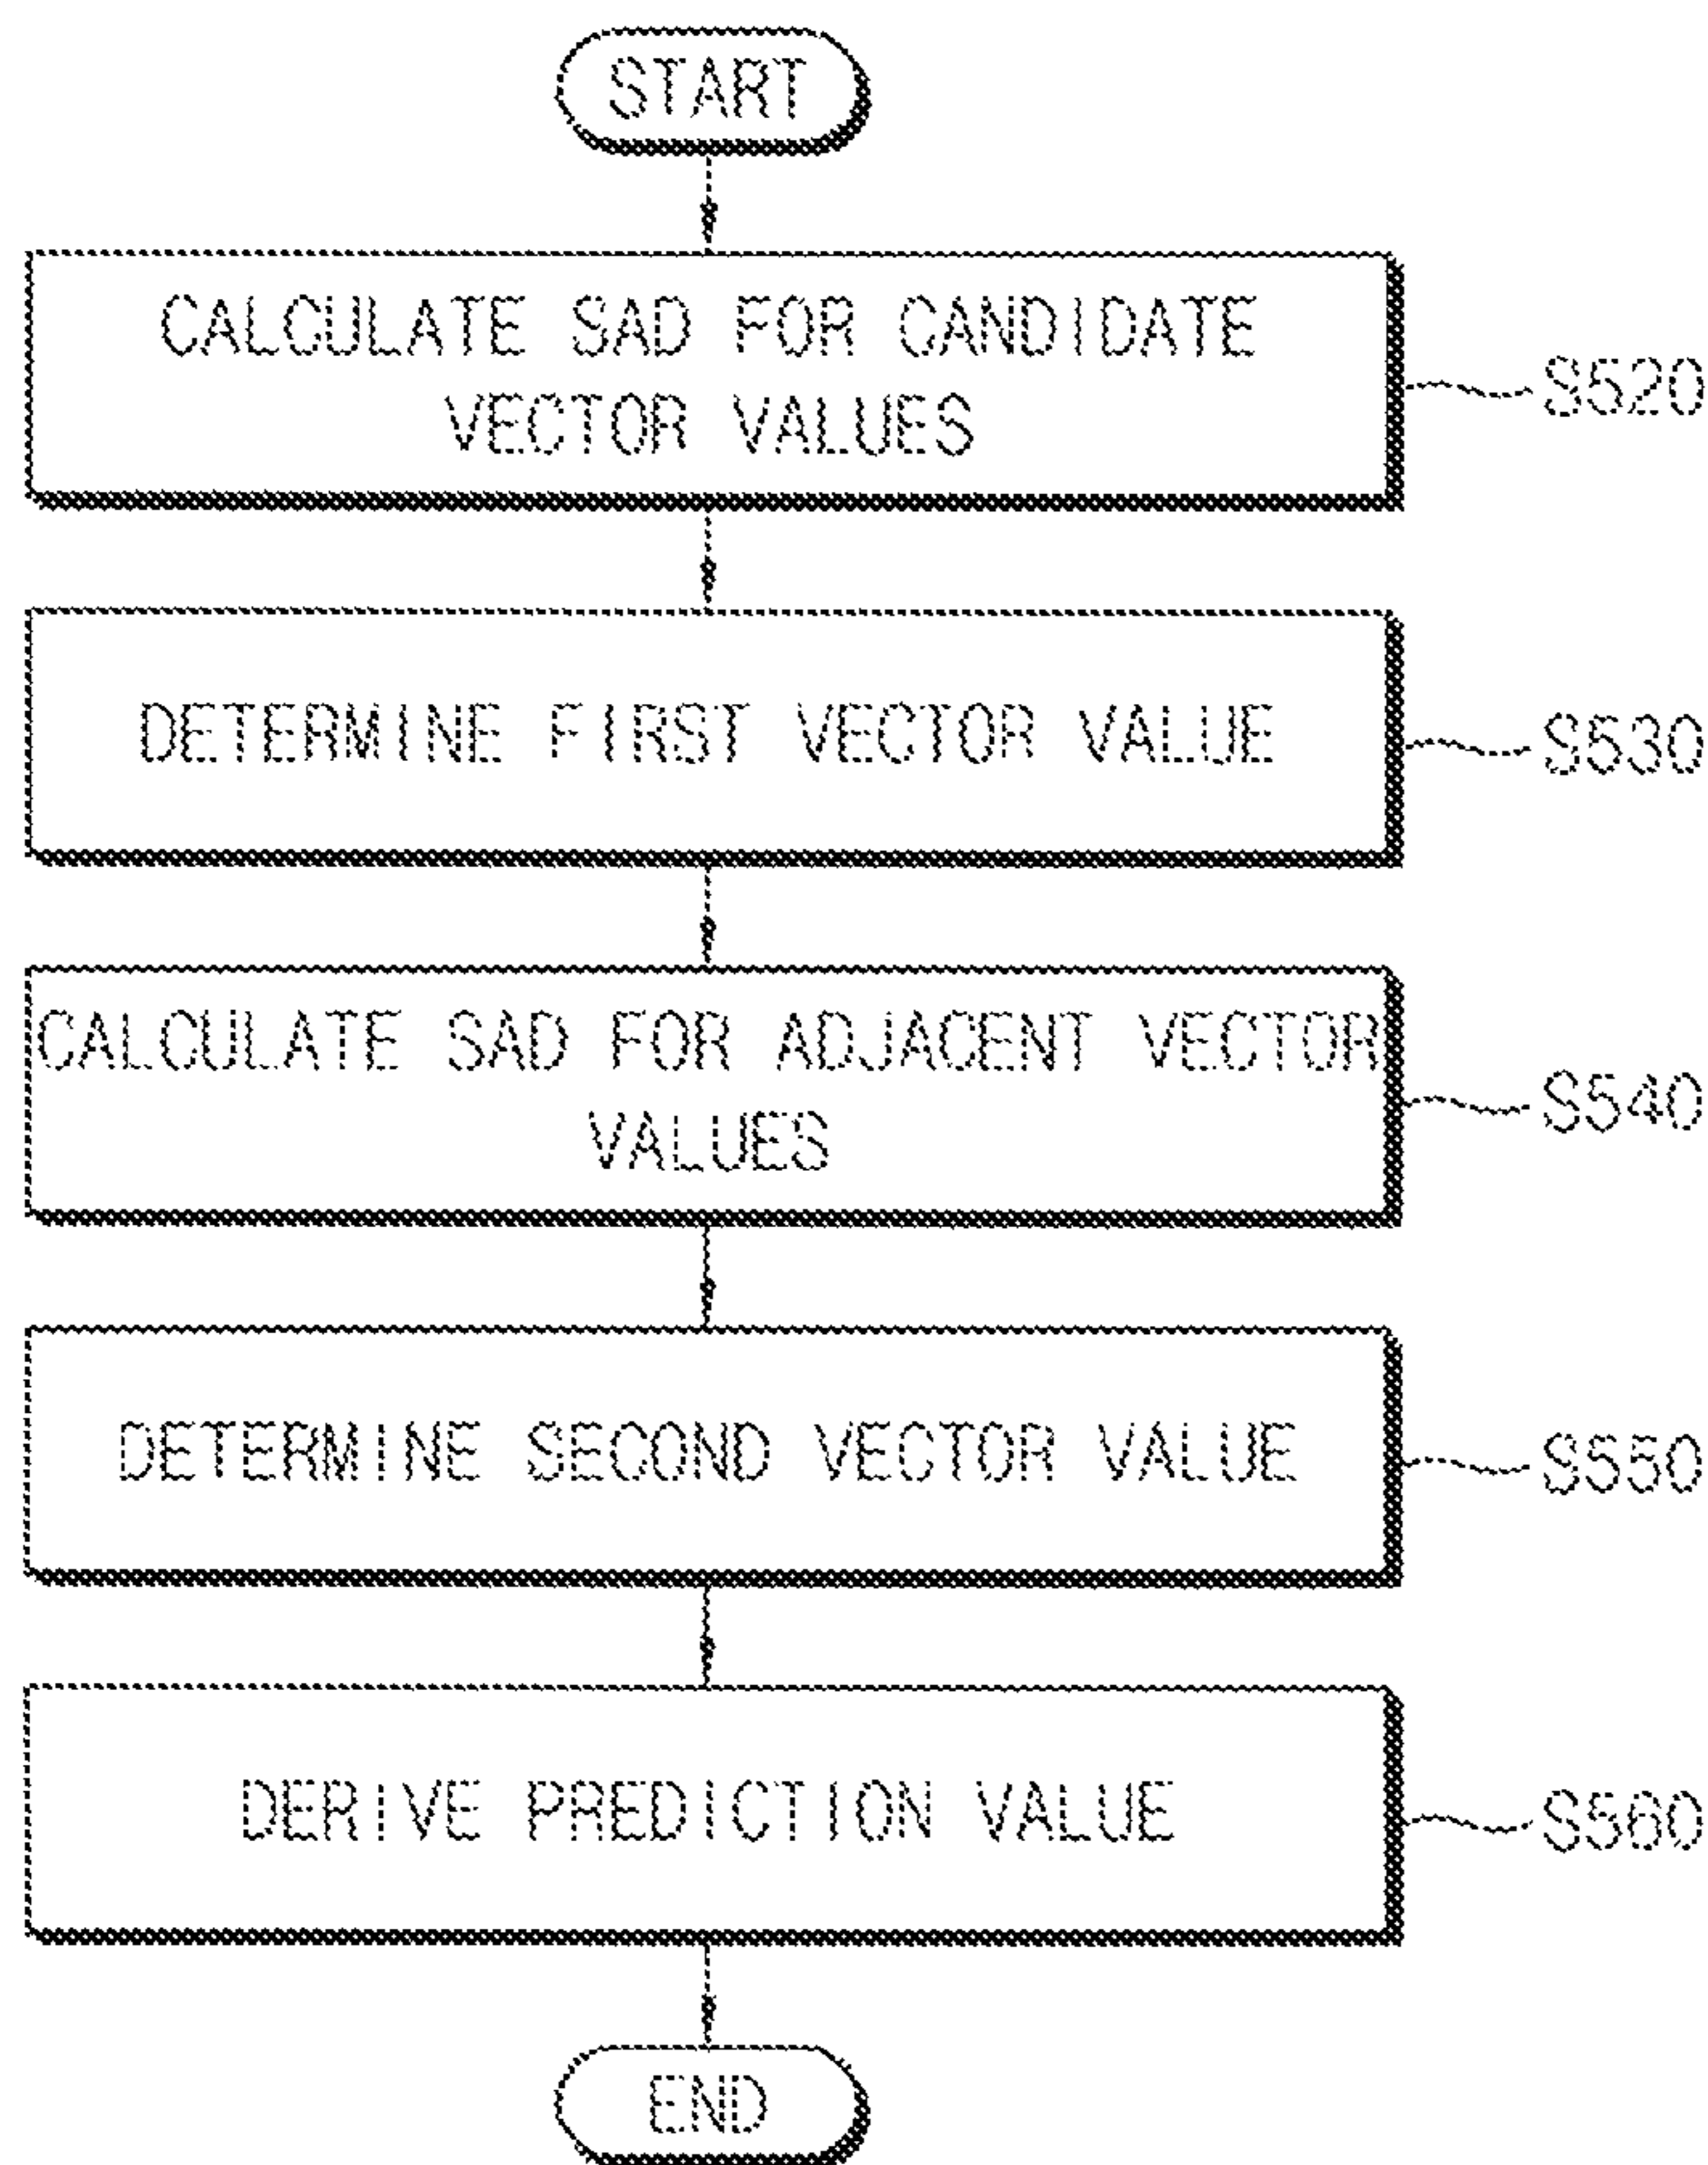 START
CALCULATE SAD FOR CANDIDATE
VECTOR VALUES
S520
DETERMINE FIRST VECTOR VALUE
S530
CALCULATE SAD FOR ADJACENT VECTOR
VALUES
S540
DETERMINE SECOND VECTOR VALUE
S550
DERIVE PREDICTION VALUE
S560
END